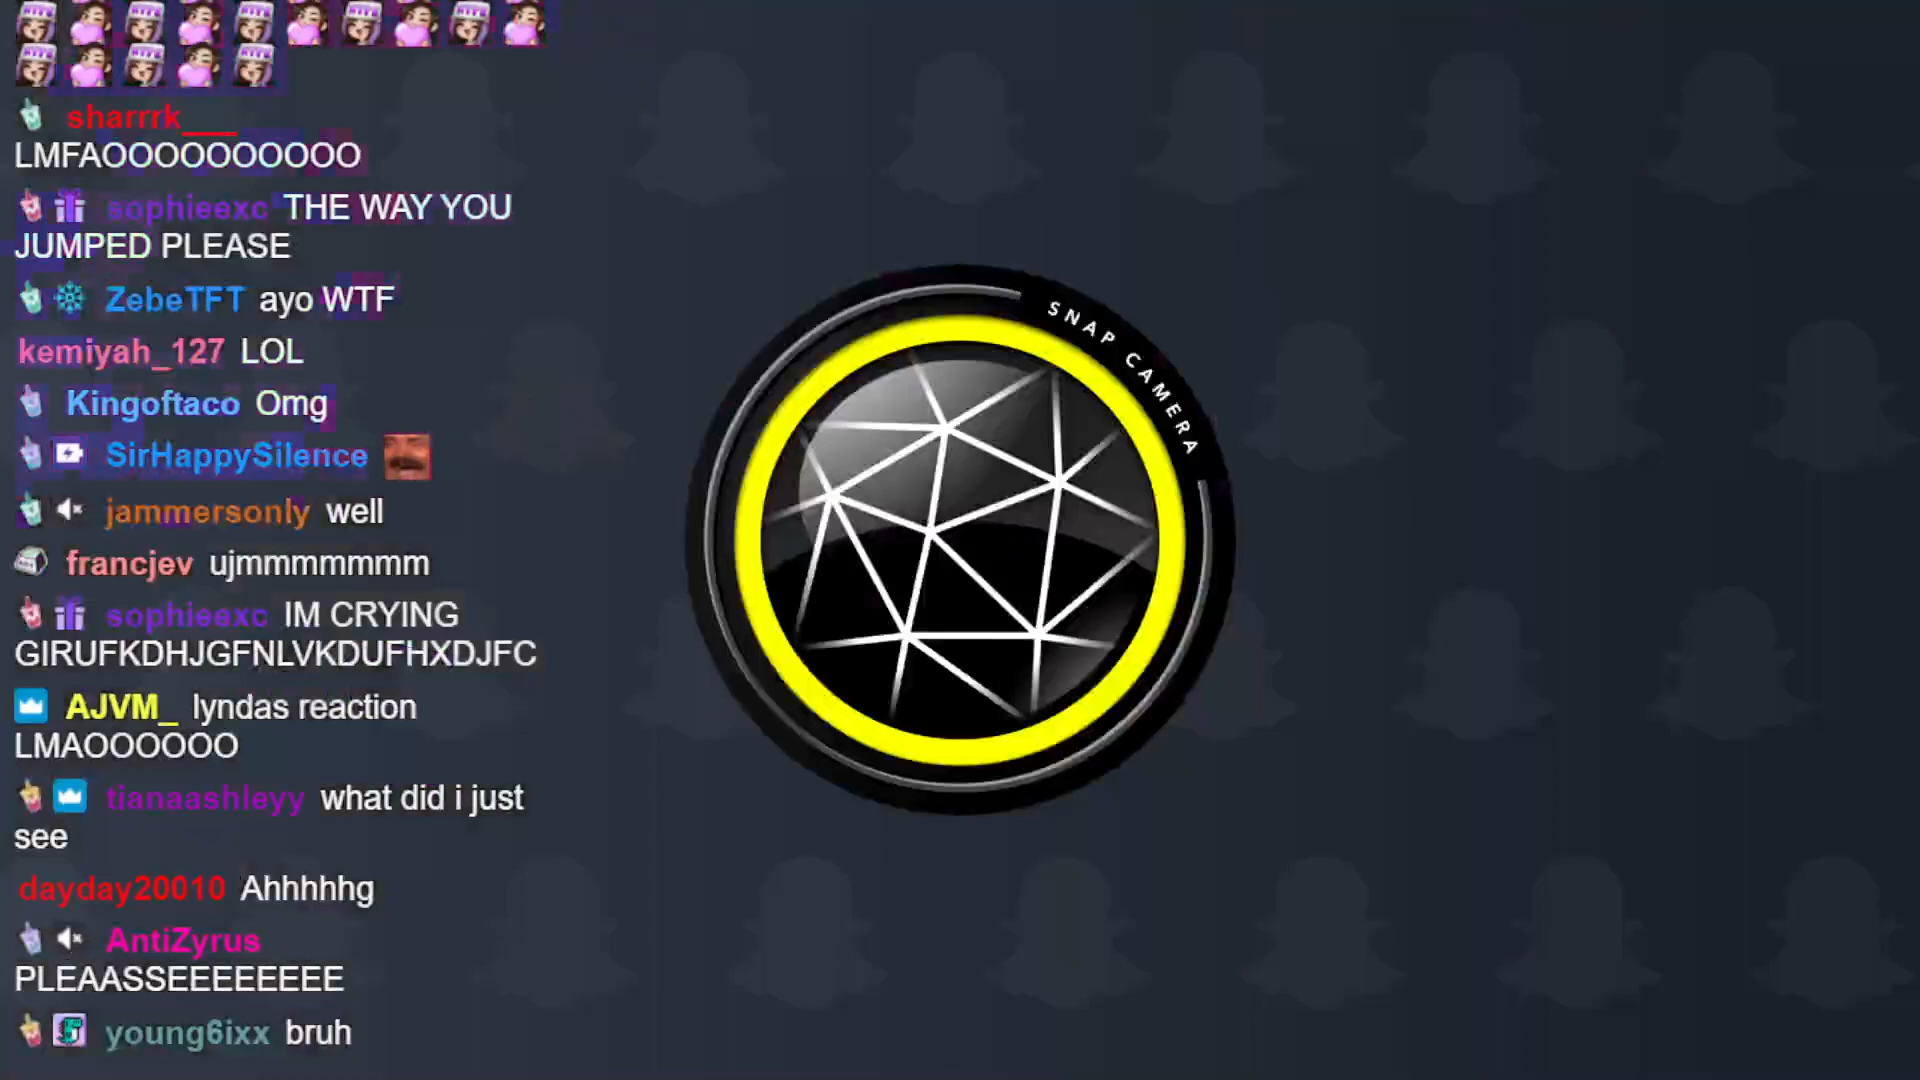 sharrrk___
LMFAOOOOOOOOOO
sophieexc THE WAY YOU
JUMPED PLEASE
ZebeTFT ayo WTF
kemiyah_127 LOL
Kingoftaco Omg
SirHappySilence
jammersonly well
francjev ujmmmmmmm
sophieexc IM CRYING
GIRUFKDHJGFNLVKDUFHXDJFC
AJVM_ lyndas reaction
LMAOOOOOO
tianaashleyy what did i just
see
dayday20010 Ahhhhhg
AntiZyrus
PLEAASSEEEEEEEE
young6ixx bruh
SNAP CAMERA